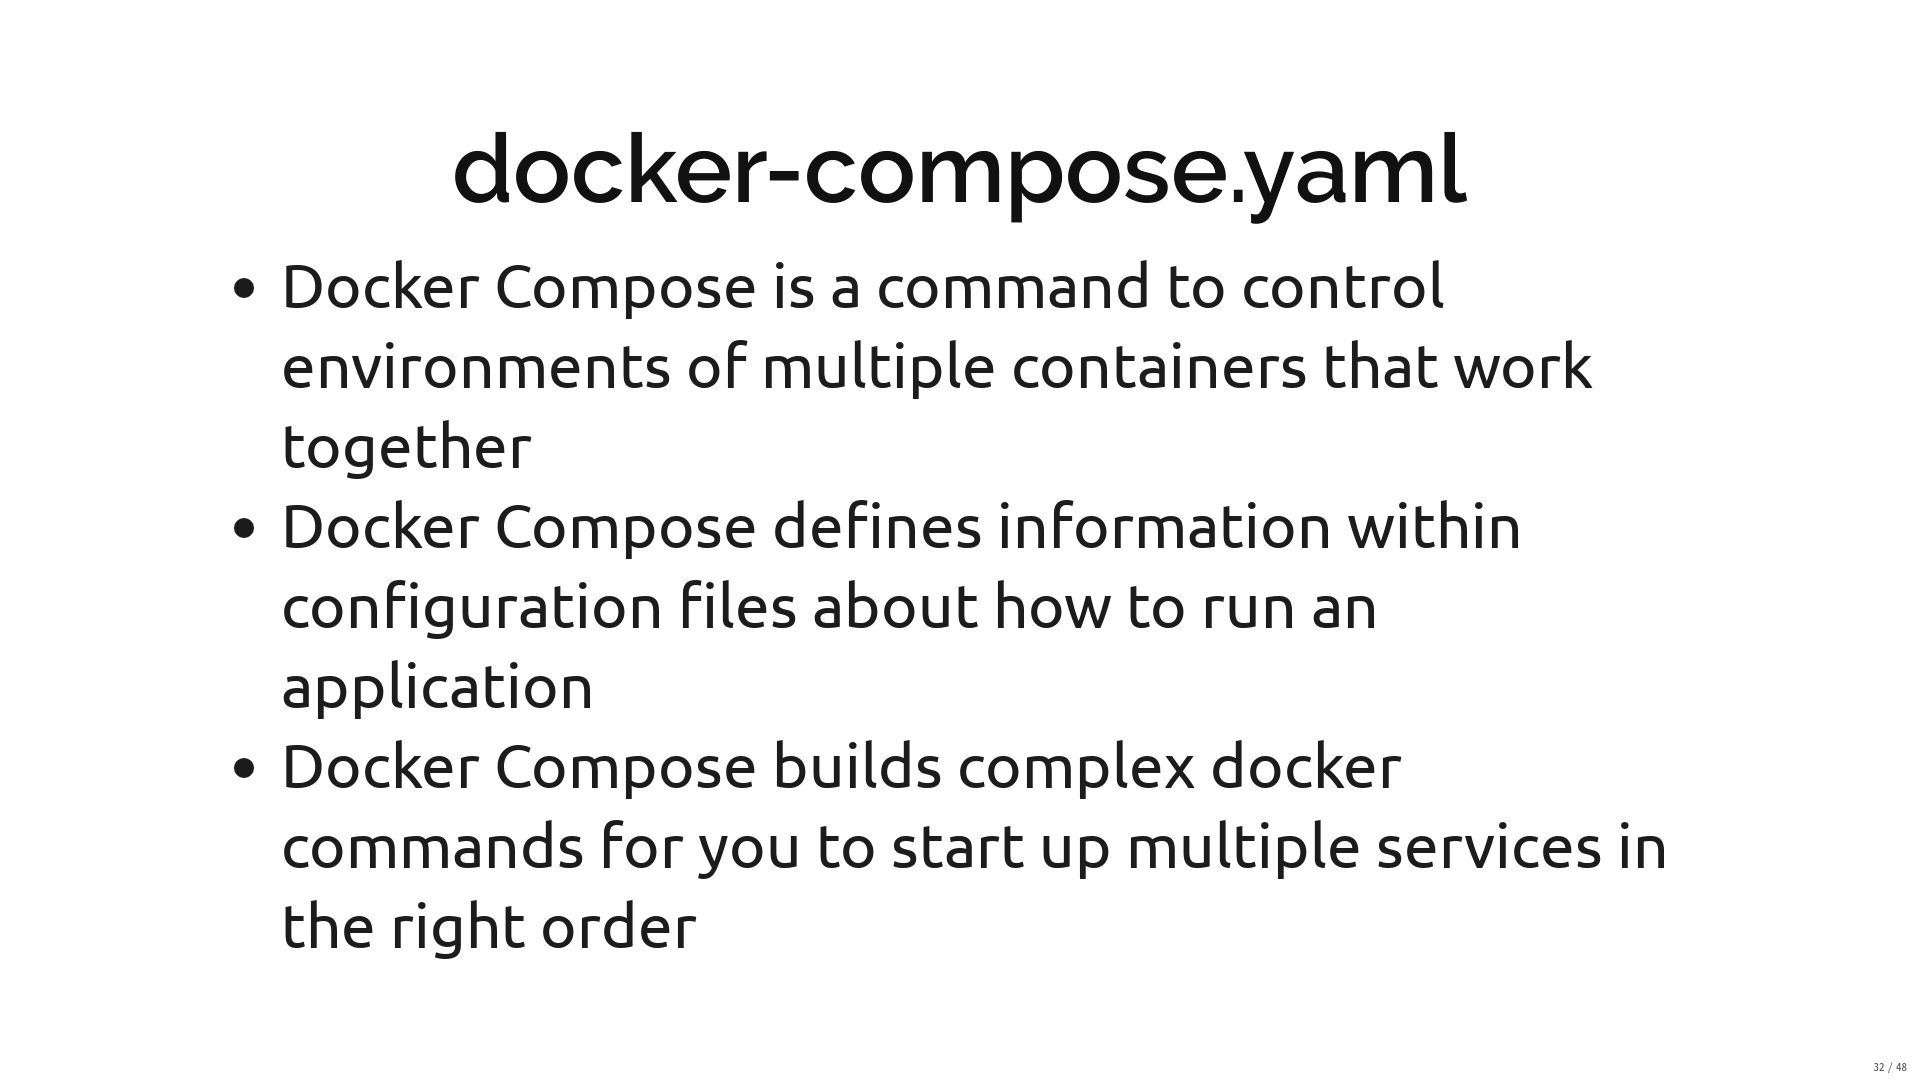 docker-compose.yaml
• Docker Compose is a command to control
environments of multiple containers that work
together
• Docker Compose defines information within
configuration files about how to run an
application
• Docker Compose builds complex docker
commands for you to start up multiple services in
the right order
32 / 48